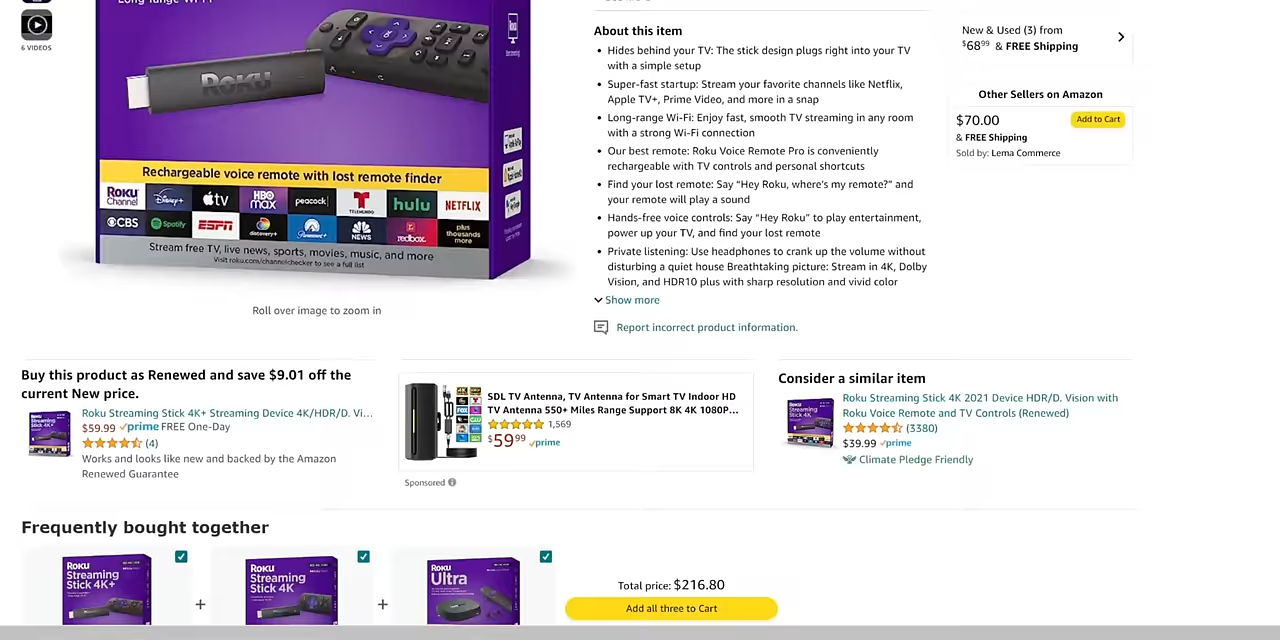 Long-range Wi-Fi
6 VIDEOS
Roku
Rechargeable voice remote with lost remote finder
Roku Channel Disney+ tv HBO max peacock TELEMUNDO hulu NETFLIX
CBS Spotify ESPN discovery+ Paramount+ NEWS redbox. plus thousands more
Stream free TV, live news, sports, movies, music, and more
Visit roku.com/channelchecker to see a full list
Roll over image to zoom in
About this item
Hides behind your TV: The stick design plugs right into your TV
with a simple setup
Super-fast startup: Stream your favorite channels like Netflix,
Apple TV+, Prime Video, and more in a snap
Long-range Wi-Fi: Enjoy fast, smooth TV streaming in any room
with a strong Wi-Fi connection
Our best remote: Roku Voice Remote Pro is conveniently
rechargeable with TV controls and personal shortcuts
Find your lost remote: Say “Hey Roku, where’s my remote?” and
your remote will play a sound
Hands-free voice controls: Say “Hey Roku” to play entertainment,
power up your TV, and find your lost remote
Private listening: Use headphones to crank up the volume without
disturbing a quiet house Breathtaking picture: Stream in 4K, Dolby
Vision, and HDR10 plus with sharp resolution and vivid color
Show more
Report incorrect product information.
New & Used (3) from
$6899 & FREE Shipping
Other Sellers on Amazon
$70.00 Add to Cart
& FREE Shipping
Sold by: Lema Commerce
Buy this product as Renewed and save $9.01 off the
current New price.
Roku Streaming Stick 4K+ Streaming Device 4K/HDR/D. Vi...
$59.99 prime FREE One-Day
(4)
Works and looks like new and backed by the Amazon
Renewed Guarantee
SDL TV Antenna, TV Antenna for Smart TV Indoor HD
TV Antenna 550+ Miles Range Support 8K 4K 1080P...
1,569
$5999 prime
Sponsored
Consider a similar item
Roku Streaming Stick 4K 2021 Device HDR/D. Vision with
Roku Voice Remote and TV Controls (Renewed)
(3380)
$39.99 prime
Climate Pledge Friendly
Frequently bought together
Roku Streaming Stick 4K+
+
Roku Streaming Stick 4K
+
Roku Ultra
Total price: $216.80
Add all three to Cart